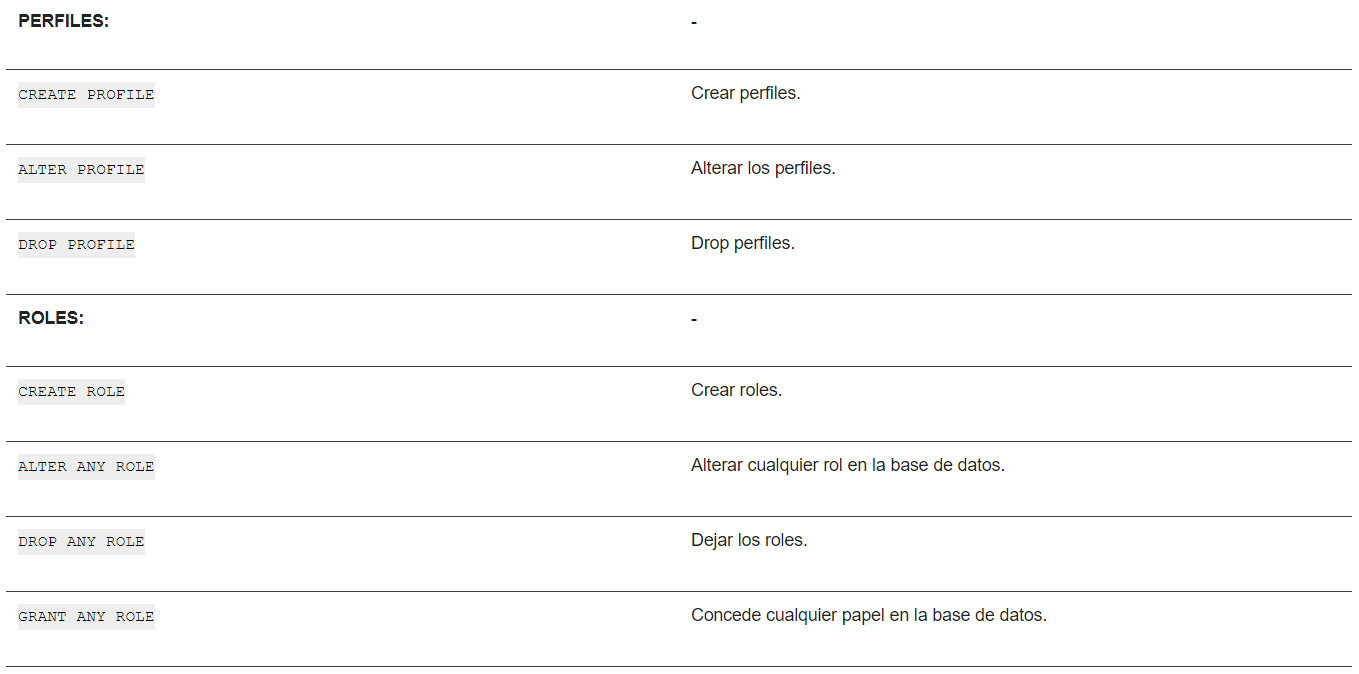 PERFILES: -
CREATE PROFILE Crear perfiles.
ALTER PROFILE Alterar los perfiles.
DROP PROFILE Drop perfiles.
ROLES: -
CREATE ROLE Crear roles.
ALTER ANY ROLE Alterar cualquier rol en la base de datos.
DROP ANY ROLE Dejar los roles.
GRANT ANY ROLE Concede cualquier papel en la base de datos.